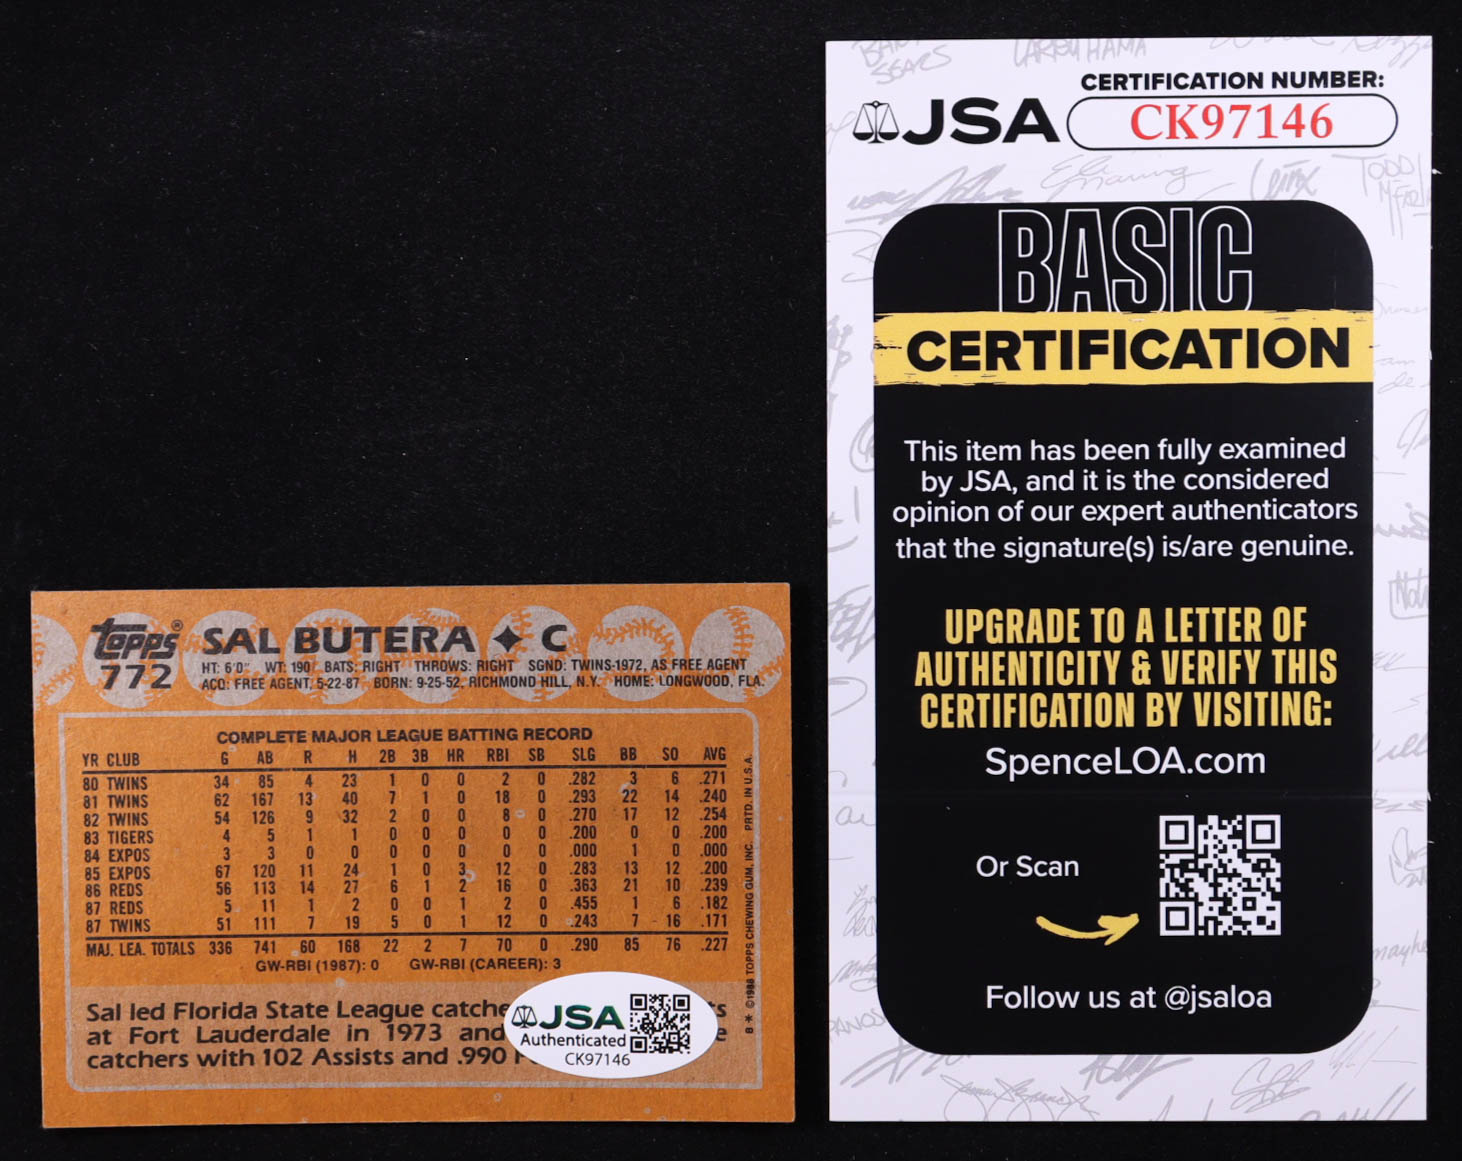 topps® SAL BUTERA ✦ C
772 HT: 6'0" WT: 190 BATS: RIGHT THROWS: RIGHT SGND: TWINS-1972, AS FREE AGENT
ACQ: FREE AGENT, 5-22-87 BORN: 9-25-52, RICHMOND HILL, N.Y. HOME: LONGWOOD, FLA.
COMPLETE MAJOR LEAGUE BATTING RECORD
YR CLUB G AB R H 2B 3B HR RBI SB SLG BB SO AVG
80 TWINS 34 85 4 23 1 0 0 2 0 .282 3 6 .271
81 TWINS 62 167 13 40 7 1 0 18 0 .293 22 14 .240
82 TWINS 54 126 9 32 2 0 0 8 0 .270 17 12 .254
83 TIGERS 4 5 1 1 0 0 0 0 0 .200 0 0 .200
84 EXPOS 3 3 0 0 0 0 0 0 0 .000 1 0 .000
85 EXPOS 67 120 11 24 1 0 3 12 0 .283 13 12 .200
86 REDS 56 113 14 27 6 1 2 16 0 .363 21 10 .239
87 REDS 5 11 1 2 0 0 1 2 0 .455 1 6 .182
87 TWINS 51 111 7 19 5 0 1 12 0 .243 7 16 .171
MAJ. LEA. TOTALS 336 741 60 168 22 2 7 70 0 .290 85 76 .227
GW-RBI (1987): 0 GW-RBI (CAREER): 3
Sal led Florida State League catche
at Fort Lauderdale in 1973 and
catchers with 102 Assists and .990
B * ©1988 TOPPS CHEWING GUM, INC. PRTD. IN U.S.A.
JSA
Authenticated
CK97146
JSA
CERTIFICATION NUMBER:
CK97146
BASIC
CERTIFICATION
This item has been fully examined
by JSA, and it is the considered
opinion of our expert authenticators
that the signature(s) is/are genuine.
UPGRADE TO A LETTER OF
AUTHENTICITY & VERIFY THIS
CERTIFICATION BY VISITING:
SpenceLOA.com
Or Scan
Follow us at @jsaloa